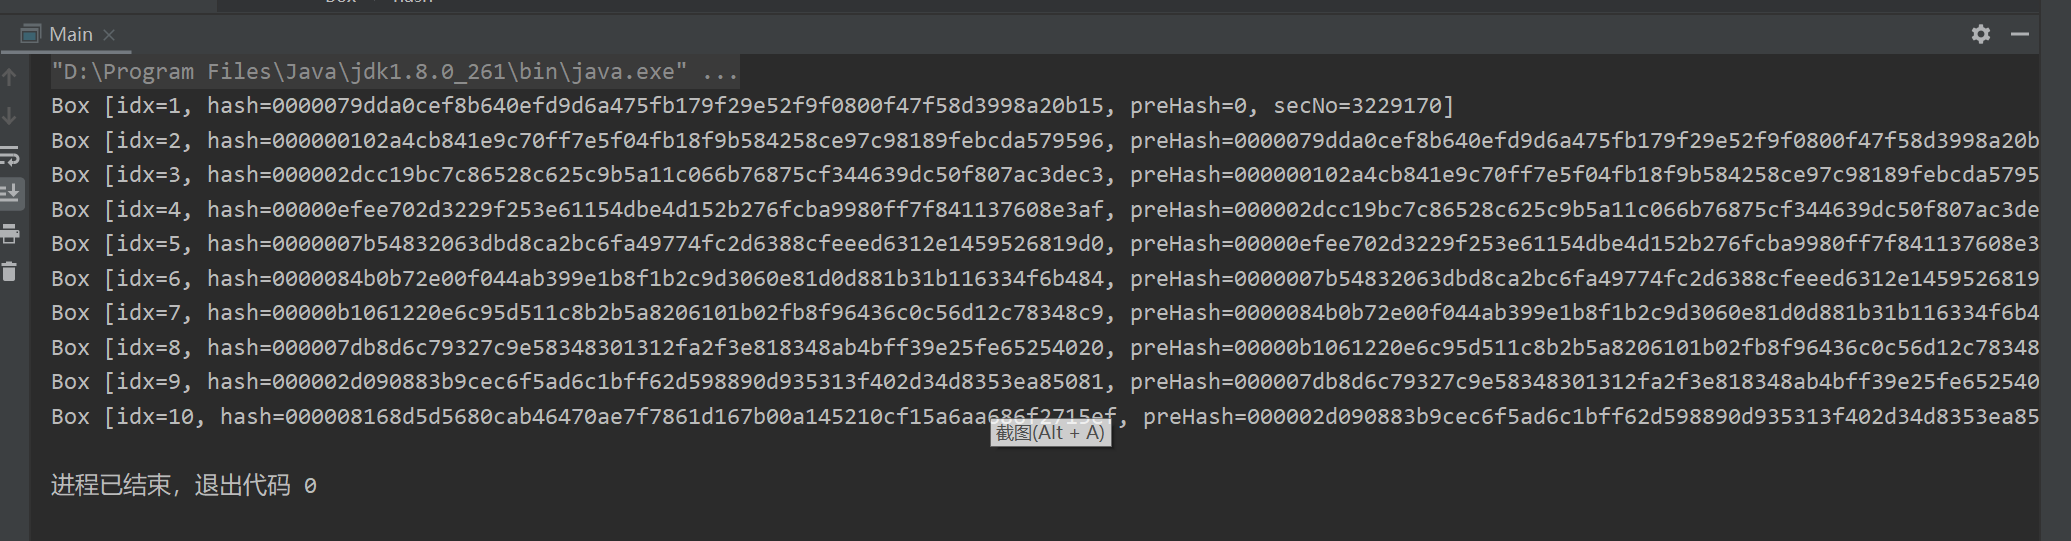 Main
"D:\Program Files\Java\jdk1.8.0_261\bin\java.exe" ...
Box [idx=1, hash=0000079dda0cef8b640efd9d6a475fb179f29e52f9f0800f47f58d3998a20b15, preHash=0, secNo=3229170]
Box [idx=2, hash=000000102a4cb841e9c70ff7e5f04fb18f9b584258ce97c98189febcda579596, preHash=0000079dda0cef8b640efd9d6a475fb179f29e52f9f0800f47f58d3998a20b
Box [idx=3, hash=000002dcc19bc7c86528c625c9b5a11c066b76875cf344639dc50f807ac3dec3, preHash=000000102a4cb841e9c70ff7e5f04fb18f9b584258ce97c98189febcda5795
Box [idx=4, hash=00000efee702d3229f253e61154dbe4d152b276fcba9980ff7f841137608e3af, preHash=000002dcc19bc7c86528c625c9b5a11c066b76875cf344639dc50f807ac3de
Box [idx=5, hash=0000007b54832063dbd8ca2bc6fa49774fc2d6388cfeeed6312e1459526819d0, preHash=00000efee702d3229f253e61154dbe4d152b276fcba9980ff7f841137608e3
Box [idx=6, hash=0000084b0b72e00f044ab399e1b8f1b2c9d3060e81d0d881b31b116334f6b484, preHash=0000007b54832063dbd8ca2bc6fa49774fc2d6388cfeeed6312e1459526819
Box [idx=7, hash=00000b1061220e6c95d511c8b2b5a8206101b02fb8f96436c0c56d12c78348c9, preHash=0000084b0b72e00f044ab399e1b8f1b2c9d3060e81d0d881b31b116334f6b4
Box [idx=8, hash=000007db8d6c79327c9e58348301312fa2f3e818348ab4bff39e25fe65254020, preHash=00000b1061220e6c95d511c8b2b5a8206101b02fb8f96436c0c56d12c78348
Box [idx=9, hash=000002d090883b9cec6f5ad6c1bff62d598890d935313f402d34d8353ea85081, preHash=000007db8d6c79327c9e58348301312fa2f3e818348ab4bff39e25fe652540
Box [idx=10, hash=000008168d5d5680cab46470ae7f7861d167b00a145210cf15a6aa686f2715ef, preHash=000002d090883b9cec6f5ad6c1bff62d598890d935313f402d34d8353ea85
截图(Alt + A)
进程已结束，退出代码 0